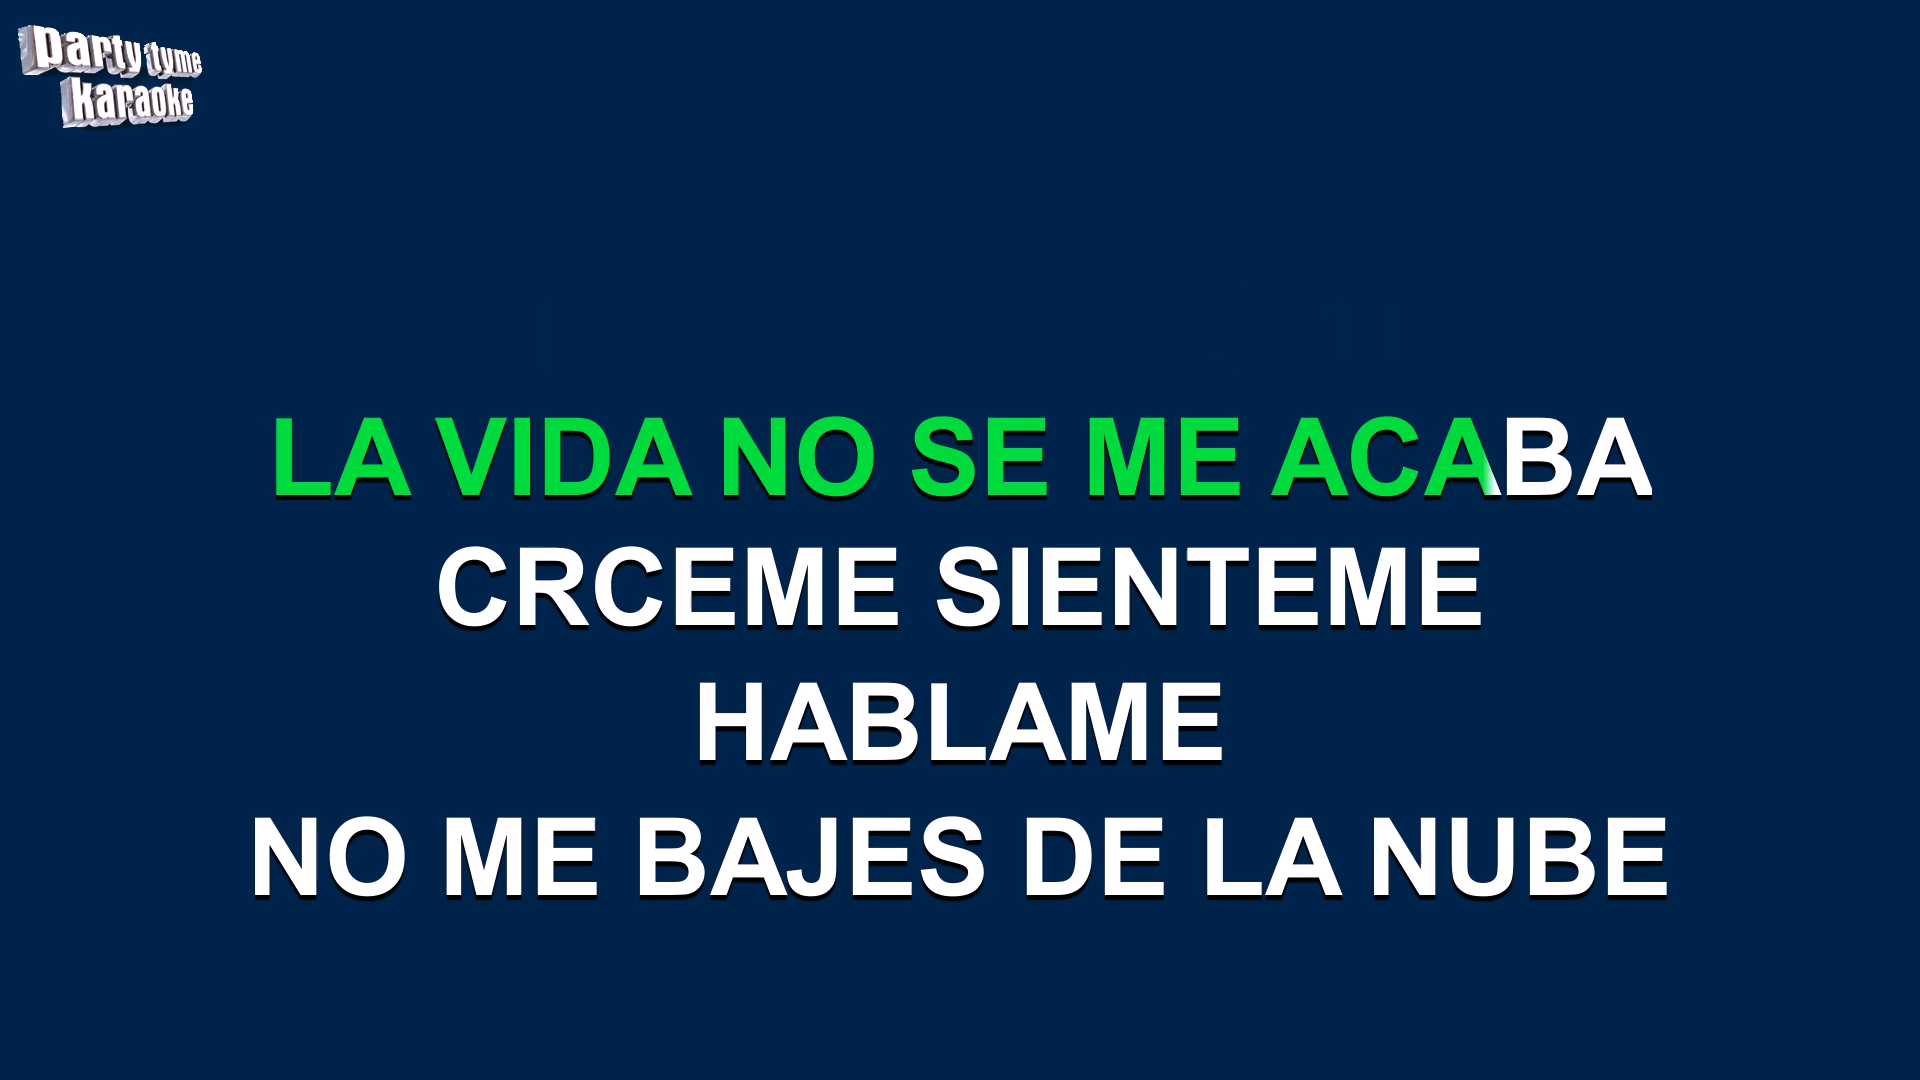 party tyme
karaoke
LA VIDA NO SE ME ACABA
CRCEME SIENTEME
HABLAME
NO ME BAJES DE LA NUBE